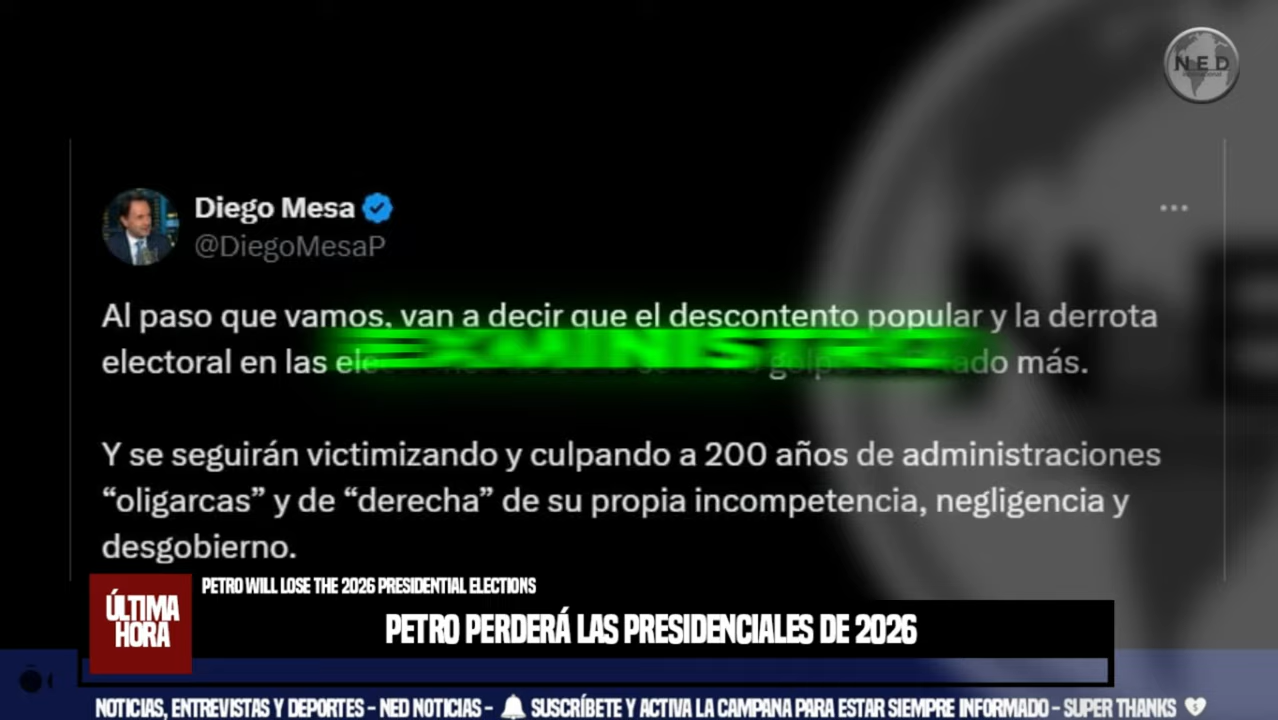 NED
Diego Mesa
@DiegoMesaP
Al paso que vamos, van a decir que el descontento popular y la derrota
electoral en las más.
EXMINISTRO
Y se seguirán victimizando y culpando a 200 años de administraciones
“oligarcas” y de “derecha” de su propia incompetencia, negligencia y
desgobierno.
ÚLTIMA
HORA
PETRO WILL LOSE THE 2026 PRESIDENTIAL ELECTIONS
PETRO PERDERÁ LAS PRESIDENCIALES DE 2026
NOTICIAS, ENTREVISTAS Y DEPORTES - NED NOTICIAS - SUSCRÍBETE Y ACTIVA LA CAMPANA PARA ESTAR SIEMPRE INFORMADO - SUPER THANKS